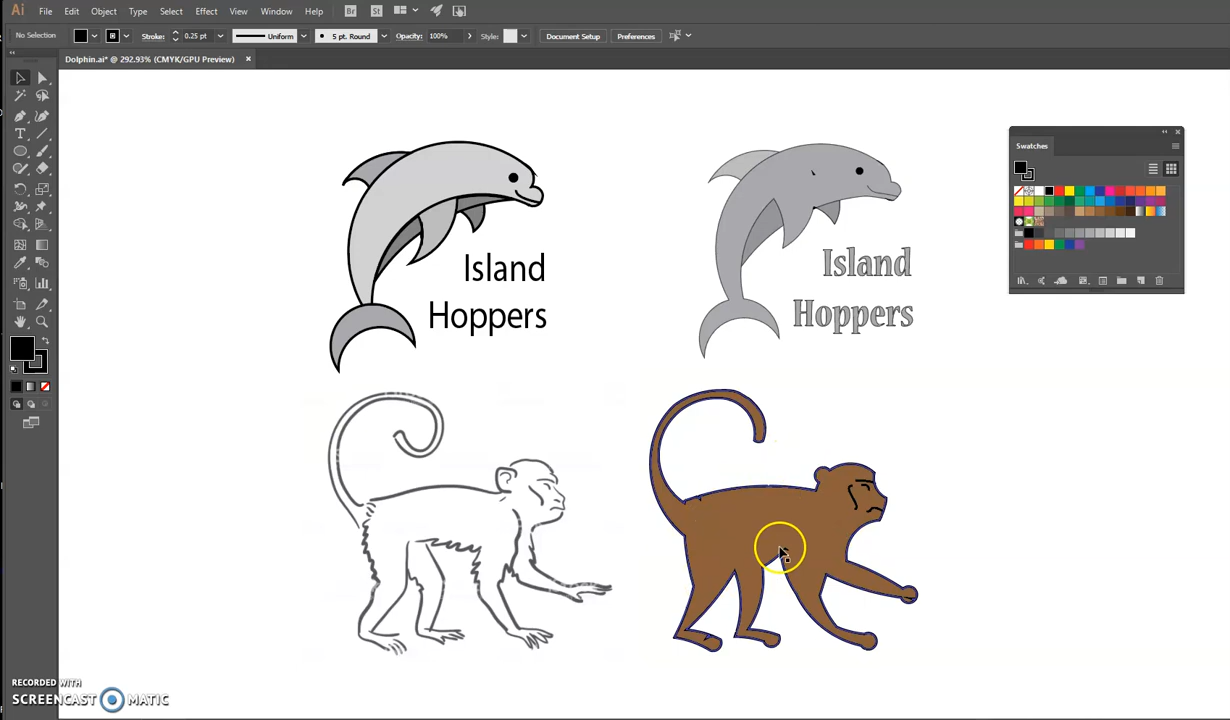 Ai File Edit Object Type Select Effect View Window Help Br St
No Selection Stroke: 0.25 pt Uniform 5 pt. Round Opacity: 100% Style: Document Setup Preferences
Dolphin.ai* @ 292.93% (CMYK/GPU Preview)
Swatches
Island
Hoppers
Island
Hoppers
RECORDED WITH
SCREENCAST MATIC